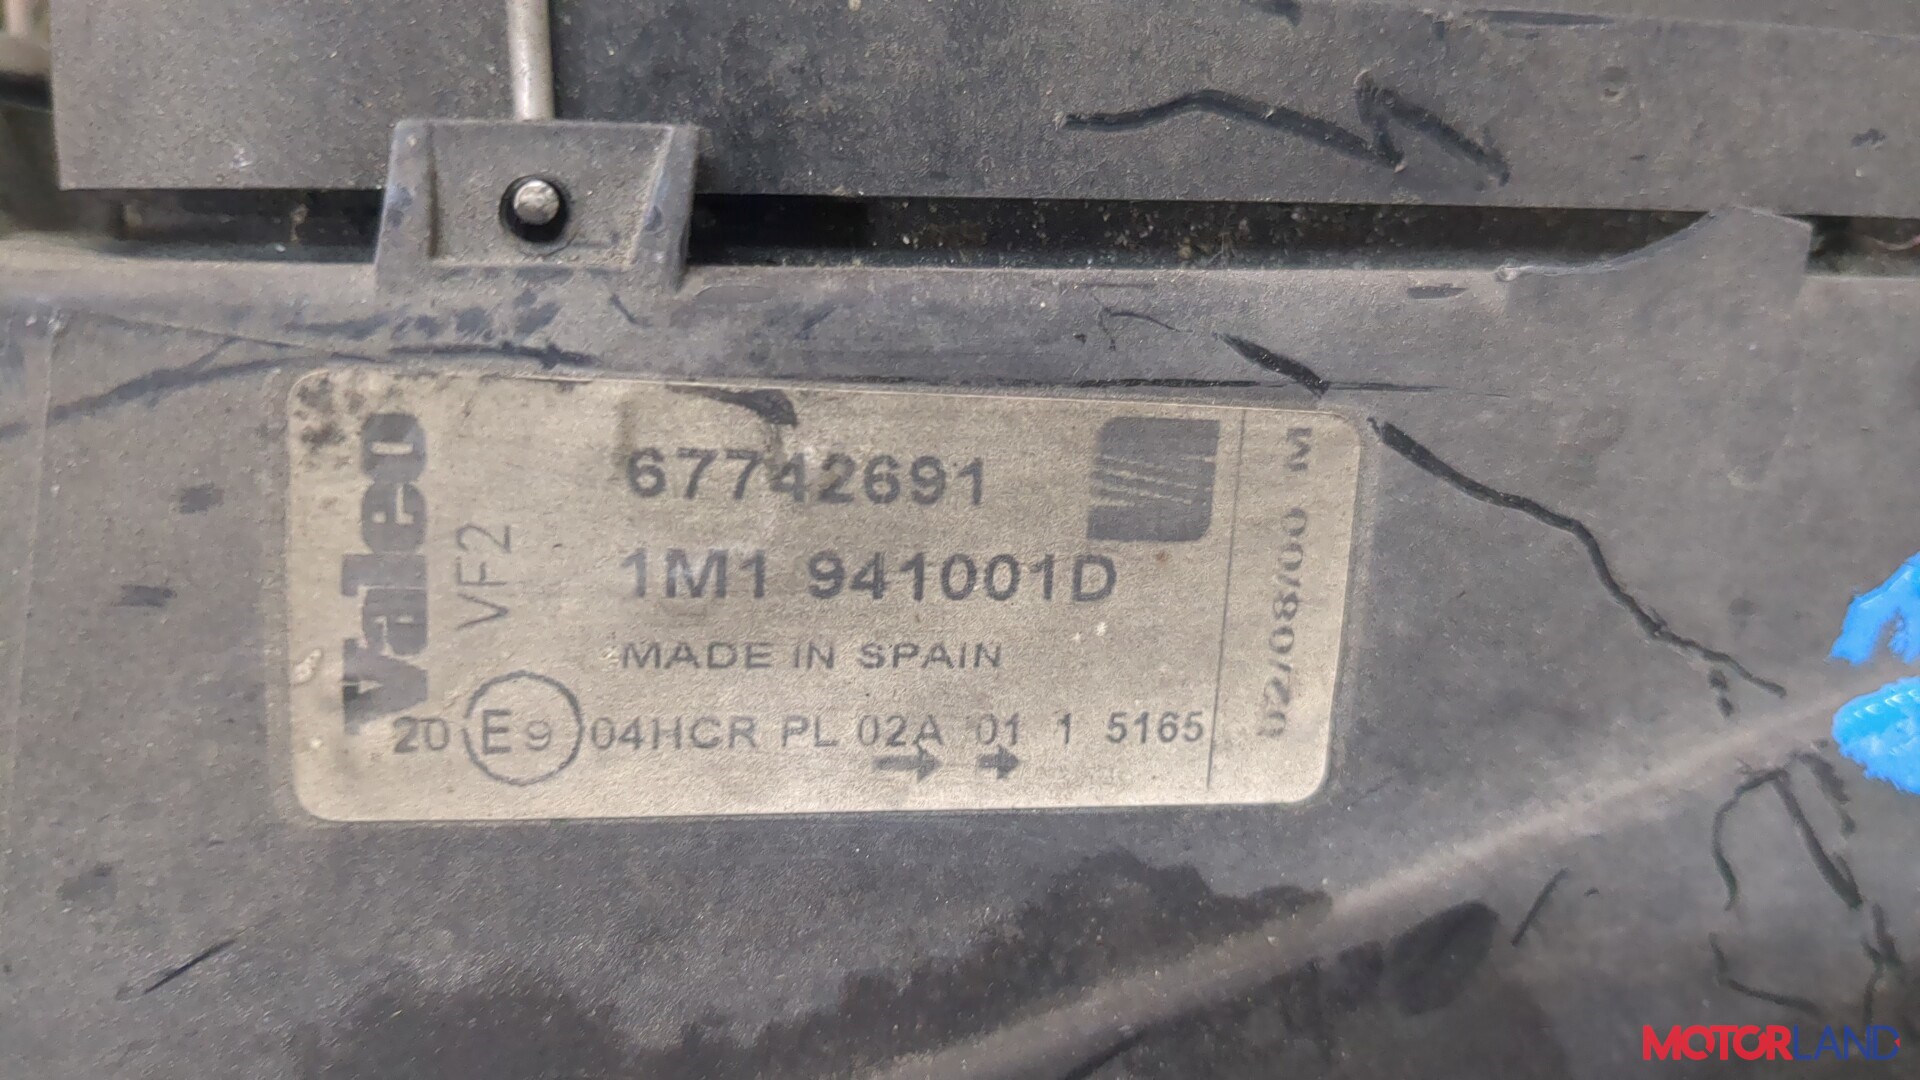 Valeo
VF2
67742691
1M1 941001D
MADE IN SPAIN
20 E9 04HCR PL 02A 01 1 5165
02/08/00 M
MOTORLAND